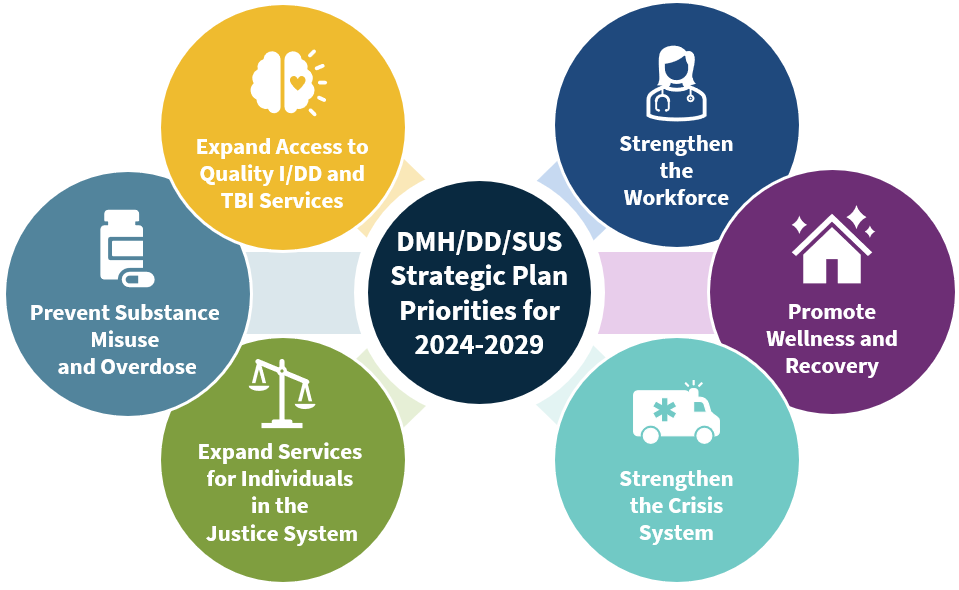 Expand Access to
Quality I/DD and
TBI Services
Strengthen
the
Workforce
Prevent Substance
Misuse
and Overdose
DMH/DD/SUS
Strategic Plan
Priorities for
2024-2029
Promote
Wellness and
Recovery
Expand Services
for Individuals
in the
Justice System
Strengthen
the Crisis
System